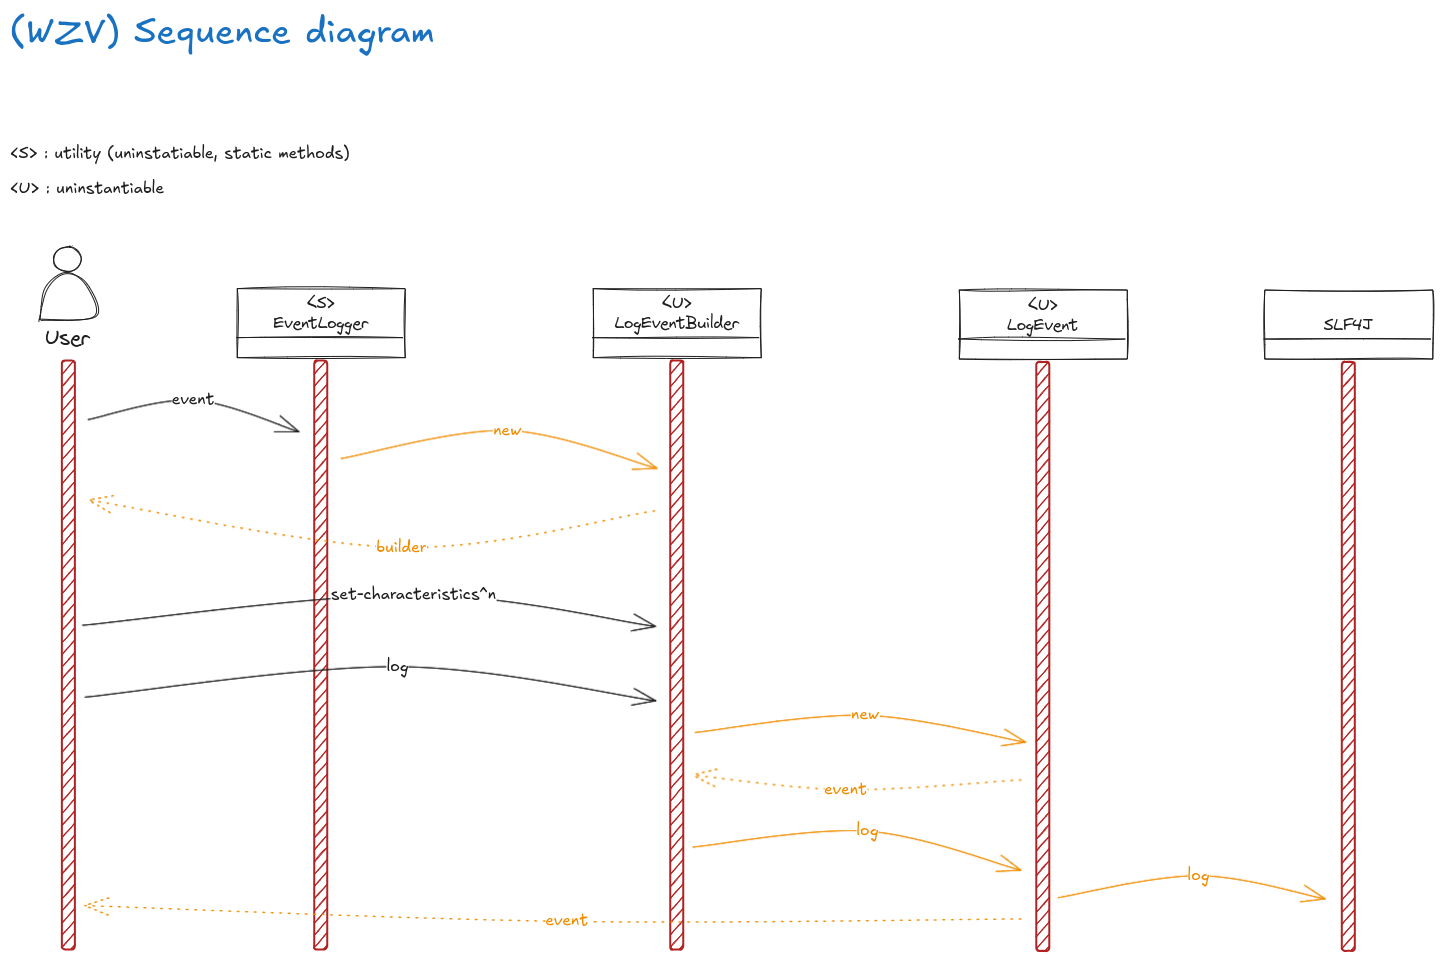 (WZV) Sequence diagram
<S> : utility (uninstatiable, static methods)
<U> : uninstantiable
User
<S>
EventLogger
<U>
LogEventBuilder
<U>
LogEvent
SLF4J
event
new
builder
set-characteristics^n
log
new
event
log
log
event